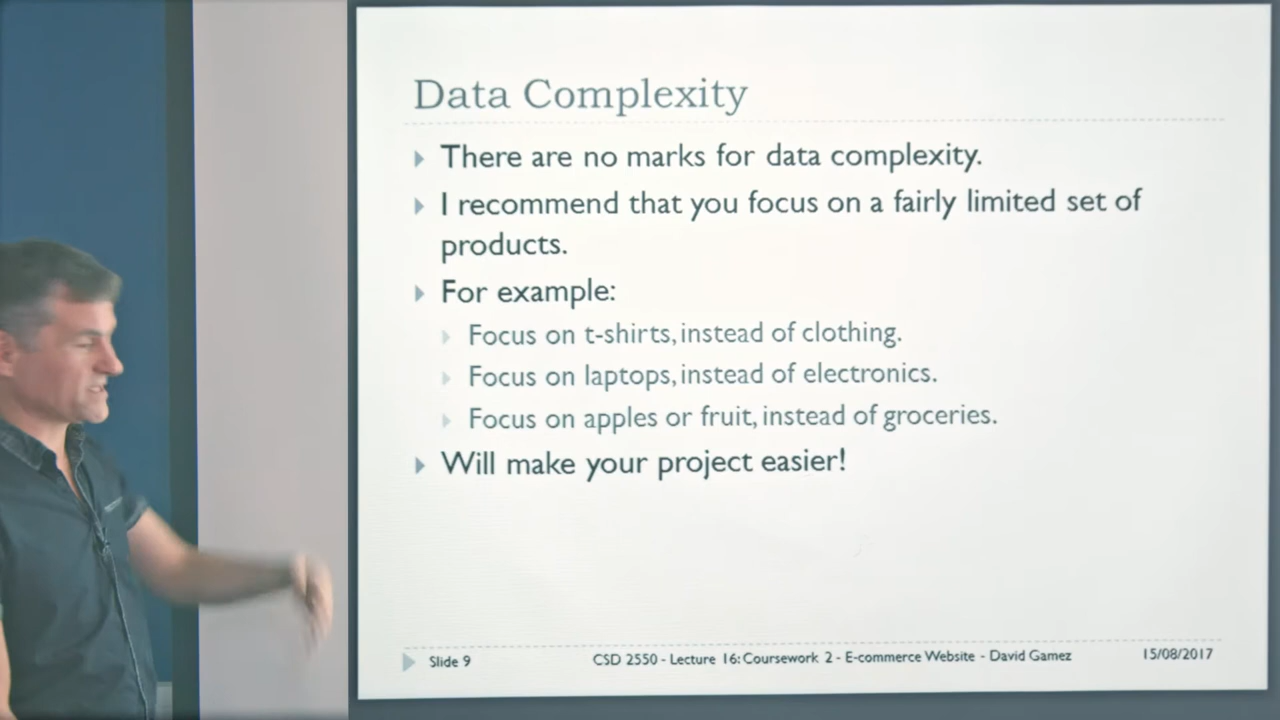 Data Complexity
There are no marks for data complexity.
I recommend that you focus on a fairly limited set of
products.
For example:
Focus on t-shirts, instead of clothing.
Focus on laptops, instead of electronics.
Focus on apples or fruit, instead of groceries.
Will make your project easier!
Slide 9
CSD 2550 - Lecture 16: Coursework 2 - E-commerce Website - David Gamez
15/08/2017